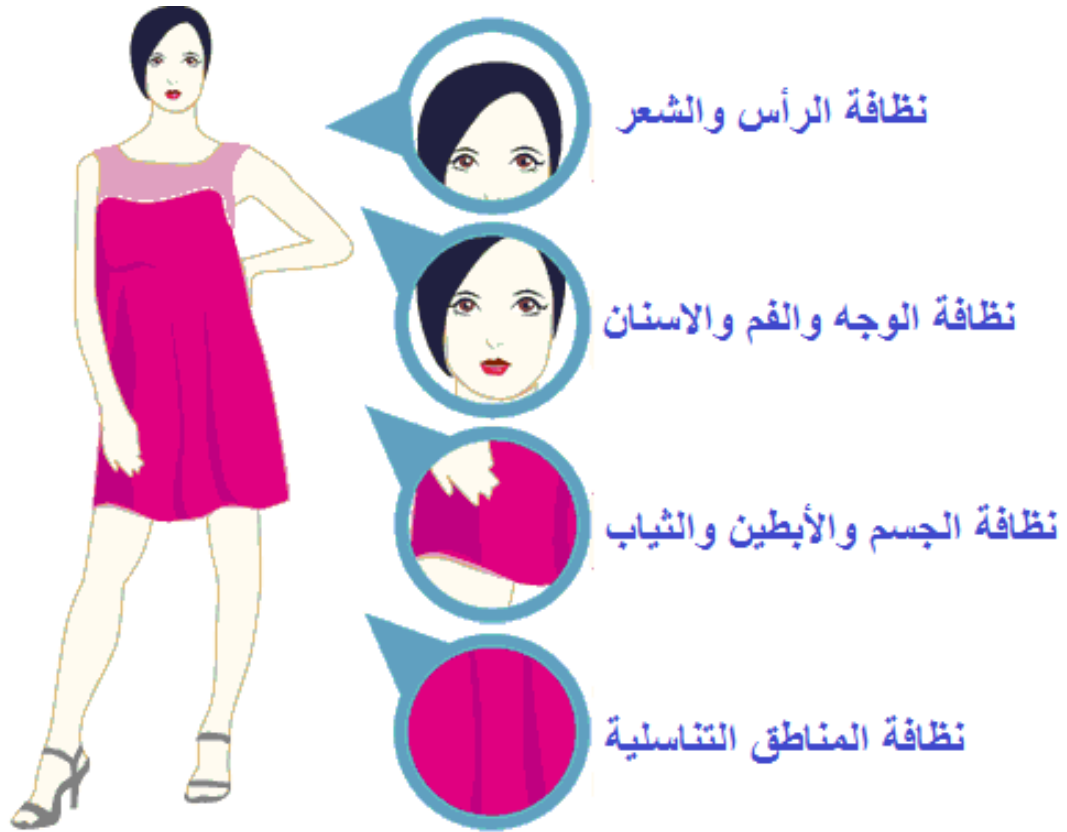 نظافة الرأس والشعر
نظافة الوجه والفم والاسنان
نظافة الجسم والأبطين والثياب
نظافة المناطق التناسلية